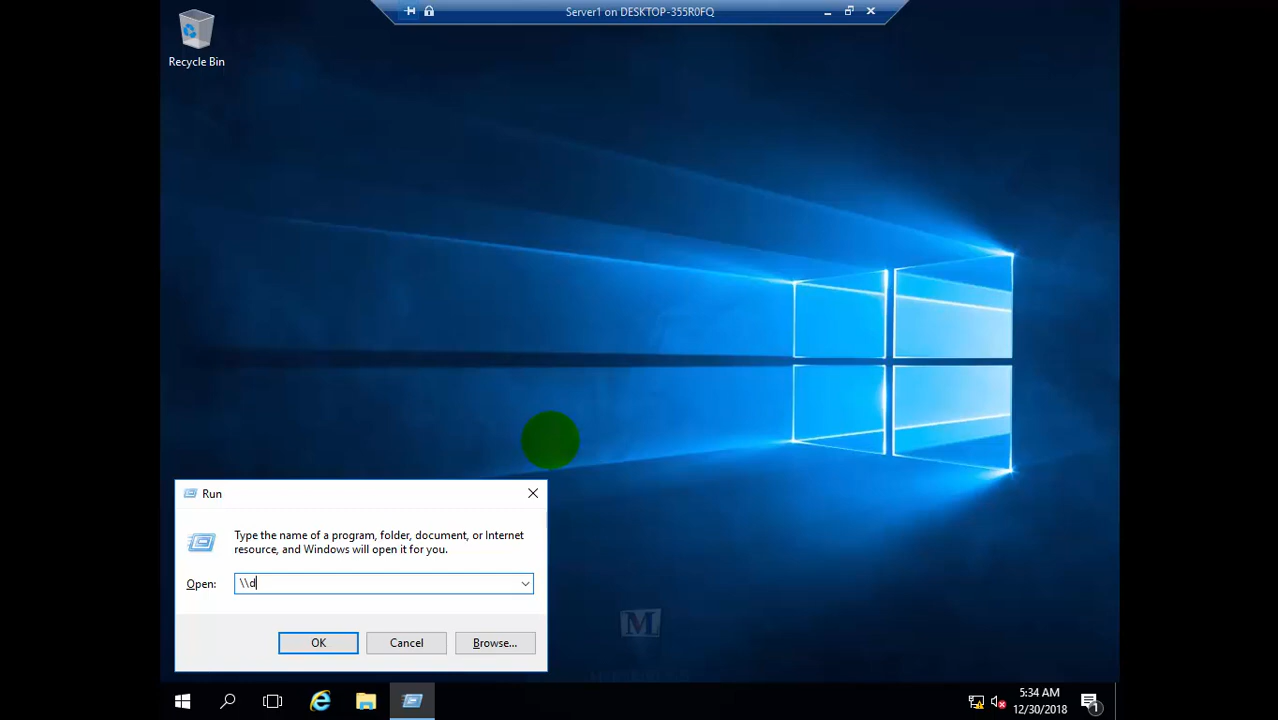 Server1 on DESKTOP-355R0FQ
Recycle Bin
Run
Type the name of a program, folder, document, or Internet
resource, and Windows will open it for you.
Open: \\d
OK Cancel Browse...
5:34 AM
12/30/2018
1
M